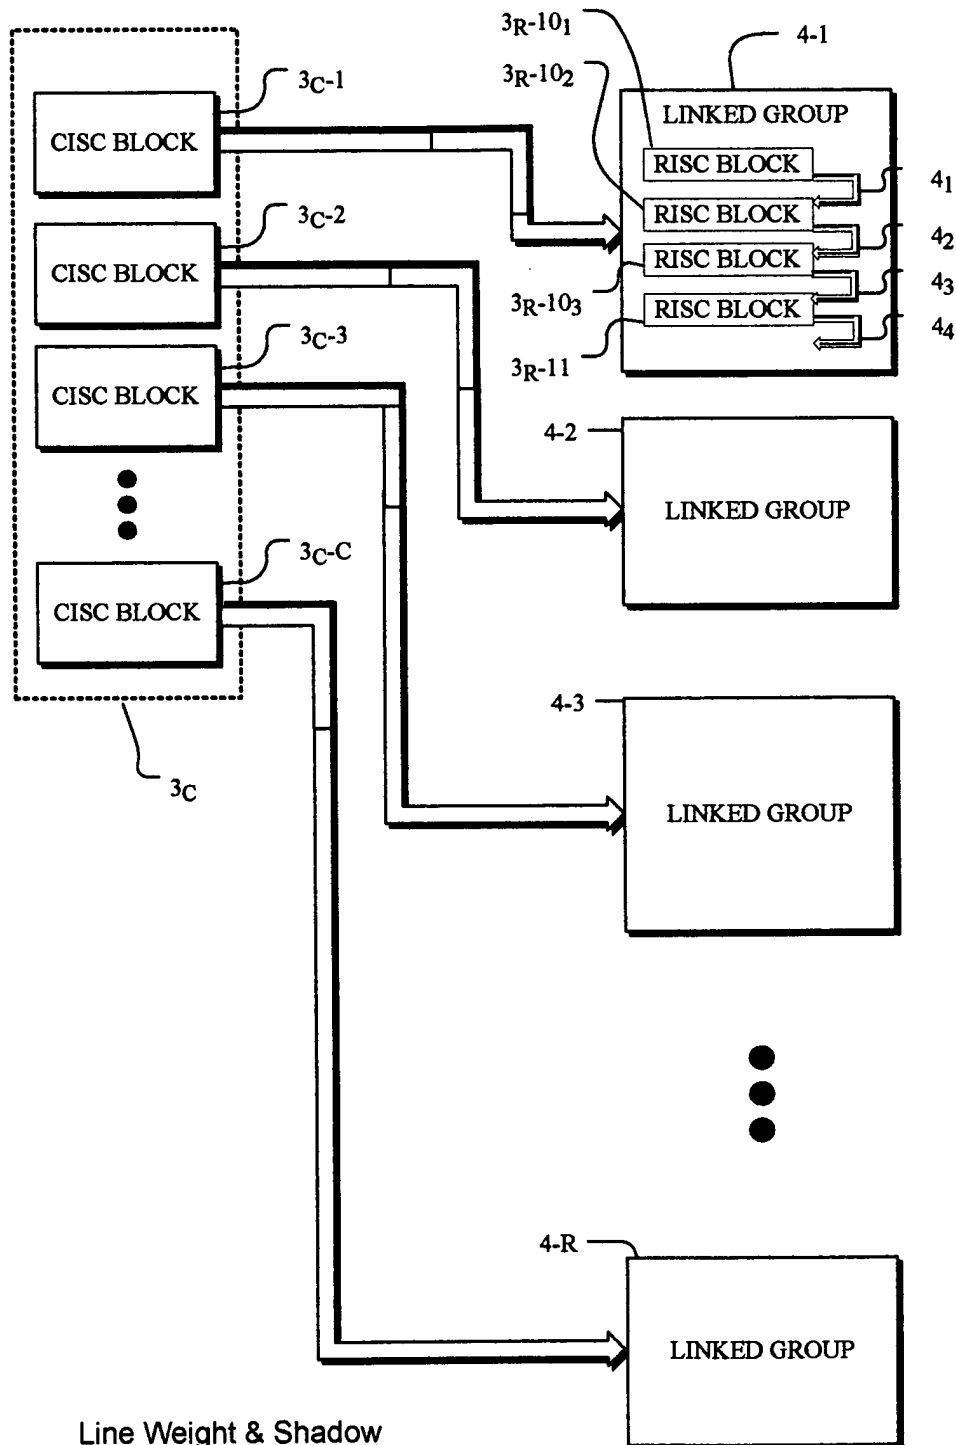 3R-101
4-1
3C-1
3R-102
LINKED GROUP
CISC BLOCK
RISC BLOCK
41
3C-2
RISC BLOCK
42
CISC BLOCK
RISC BLOCK
43
3R-103
RISC BLOCK
44
3C-3
3R-11
CISC BLOCK
4-2
LINKED GROUP
3C-C
CISC BLOCK
4-3
3C
LINKED GROUP
4-R
LINKED GROUP
Line Weight & Shadow